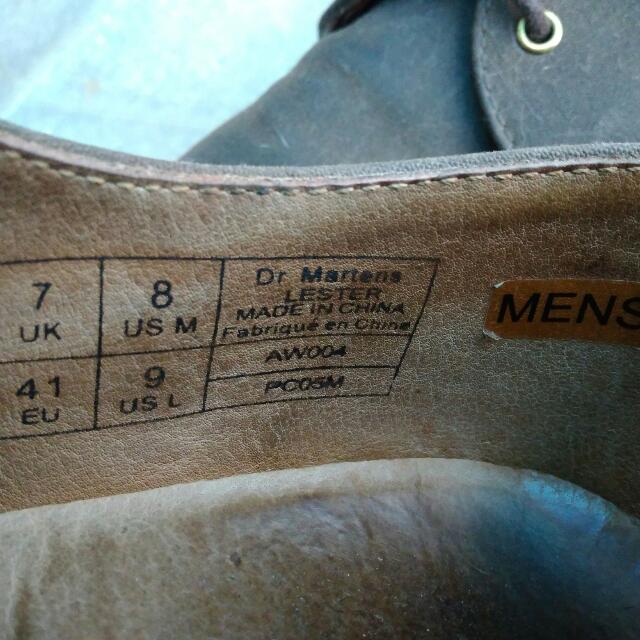 7
UK
8
US M
41
EU
9
US L
Dr Martens
LESTER
MADE IN CHINA
Fabriqué en Chine
AW004
PC05M
MENS